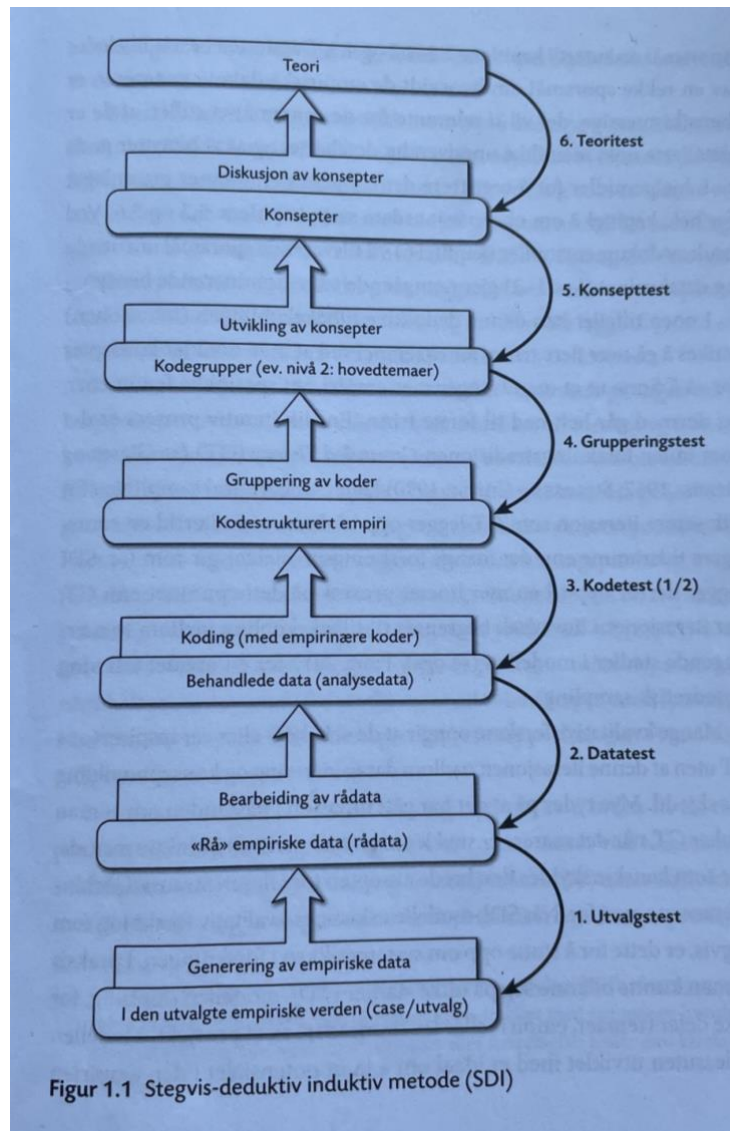 Teori
6. Teoritest
Diskusjon av konsepter
Konsepter
5. Konsepttest
Utvikling av konsepter
Kodegrupper (ev. nivå 2: hovedtemaer)
4. Grupperingstest
Gruppering av koder
Kodestrukturert empiri
3. Kodetest (1/2)
Koding (med empirinære koder)
Behandlede data (analysedata)
2. Datatest
Bearbeiding av rådata
«Rå» empiriske data (rådata)
1. Utvalgstest
Generering av empiriske data
I den utvalgte empiriske verden (case/utvalg)
Figur 1.1 Stegvis-deduktiv induktiv metode (SDI)